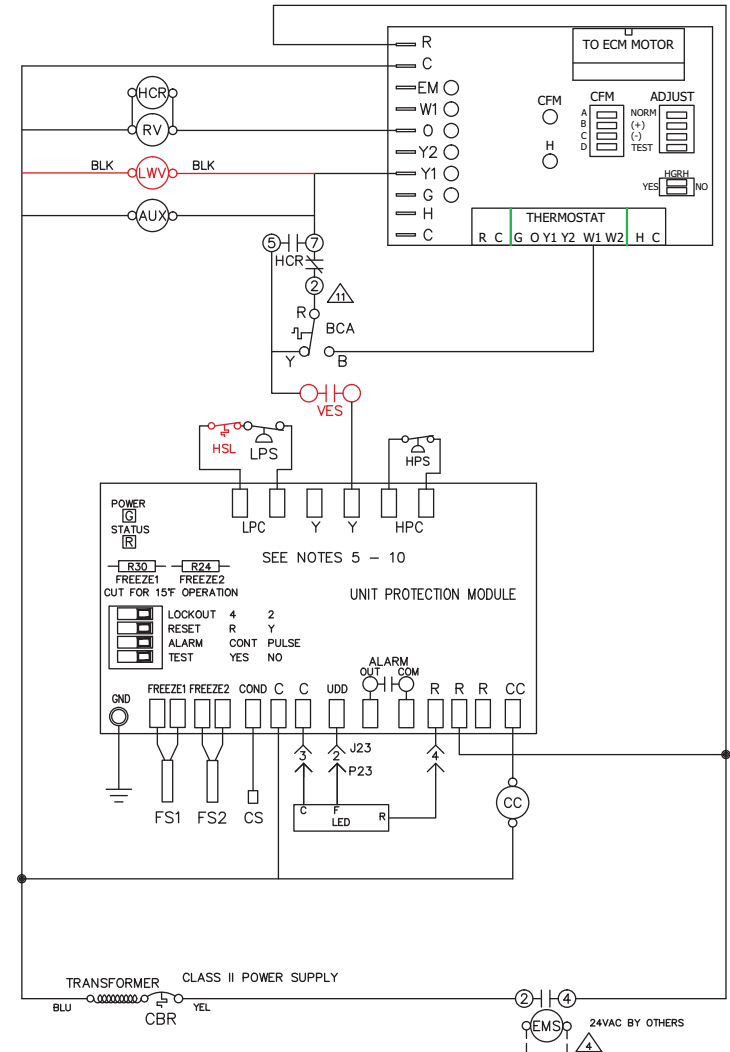 R
C
EM
W1
O
Y2
Y1
G
H
C
TO ECM MOTOR
CFM
H
CFM
A
B
C
D
ADJUST
NORM
(+)
(-)
TEST
HGRH
YES NO
THERMOSTAT
R C G O Y1 Y2 W1 W2 H C
HCR
RV
BLK LWV BLK
AUX
5 7
HCR
2
11
R
BCA
Y B
VES
HSL LPS
HPS
LPC Y Y HPC
POWER
G
STATUS
R
SEE NOTES 5 – 10
R30 R24
FREEZE1 FREEZE2
CUT FOR 15°F OPERATION
UNIT PROTECTION MODULE
LOCKOUT 4 2
RESET R Y
ALARM CONT PULSE
TEST YES NO
ALARM
OUT COM
GND FREEZE1 FREEZE2 COND C C UDD R R R CC
J23
3 2 4
P23
C F R
LED
FS1 FS2 CS
CC
TRANSFORMER CLASS II POWER SUPPLY
BLU CBR YEL
2 4
EMS 24VAC BY OTHERS
4